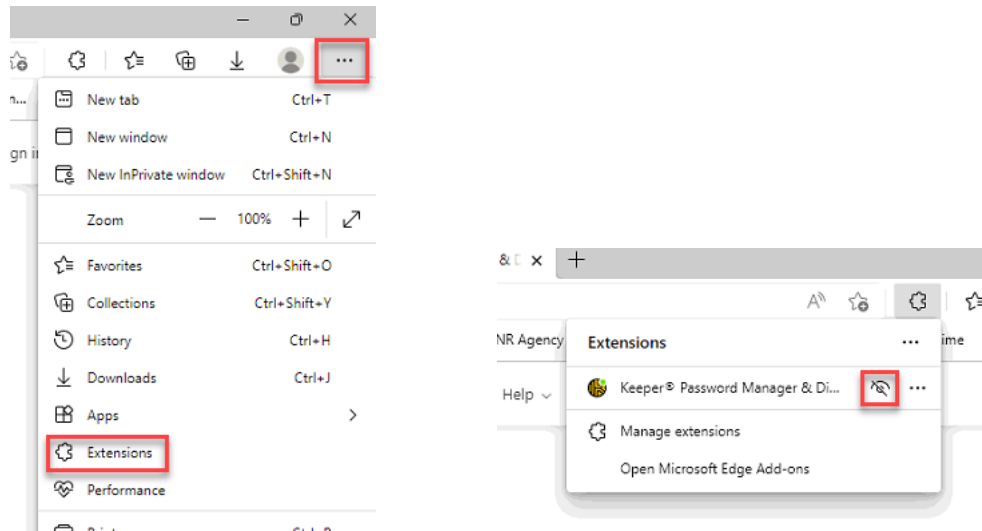 n...
gn i
New tab Ctrl+T
New window Ctrl+N
New InPrivate window Ctrl+Shift+N
Zoom — 100% +
Favorites Ctrl+Shift+O
Collections Ctrl+Shift+Y
History Ctrl+H
Downloads Ctrl+J
Apps
Extensions
Performance
&
NR Agency
ime
Help
Extensions
Keeper® Password Manager & Di...
Manage extensions
Open Microsoft Edge Add-ons